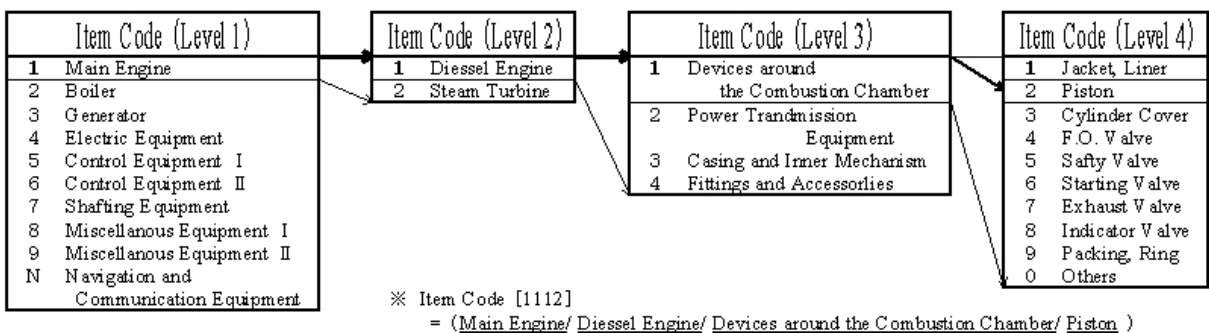 Item Code (Level 1)
1 Main Engine
2 Boiler
3 Generator
4 Electric Equipment
5 Control Equipment Ⅰ
6 Control Equipment Ⅱ
7 Shafting Equipment
8 Miscellanous Equipment Ⅰ
9 Miscellanous Equipment Ⅱ
N Navigation and
Communication Equipment
Item Code (Level 2)
1 Diessel Engine
2 Steam Turbine
Item Code (Level 3)
1 Devices around
the Combustion Chamber
2 Power Trandmission
Equipment
3 Casing and Inner Mechanism
4 Fittings and Accessorlies
Item Code (Level 4)
1 Jacket, Liner
2 Piston
3 Cylinder Cover
4 F.O. Valve
5 Safty Valve
6 Starting Valve
7 Exhaust Valve
8 Indicator Valve
9 Packing, Ring
0 Others
※ Item Code [1112]
= (Main Engine/ Diessel Engine/ Devices around the Combustion Chamber/ Piston )